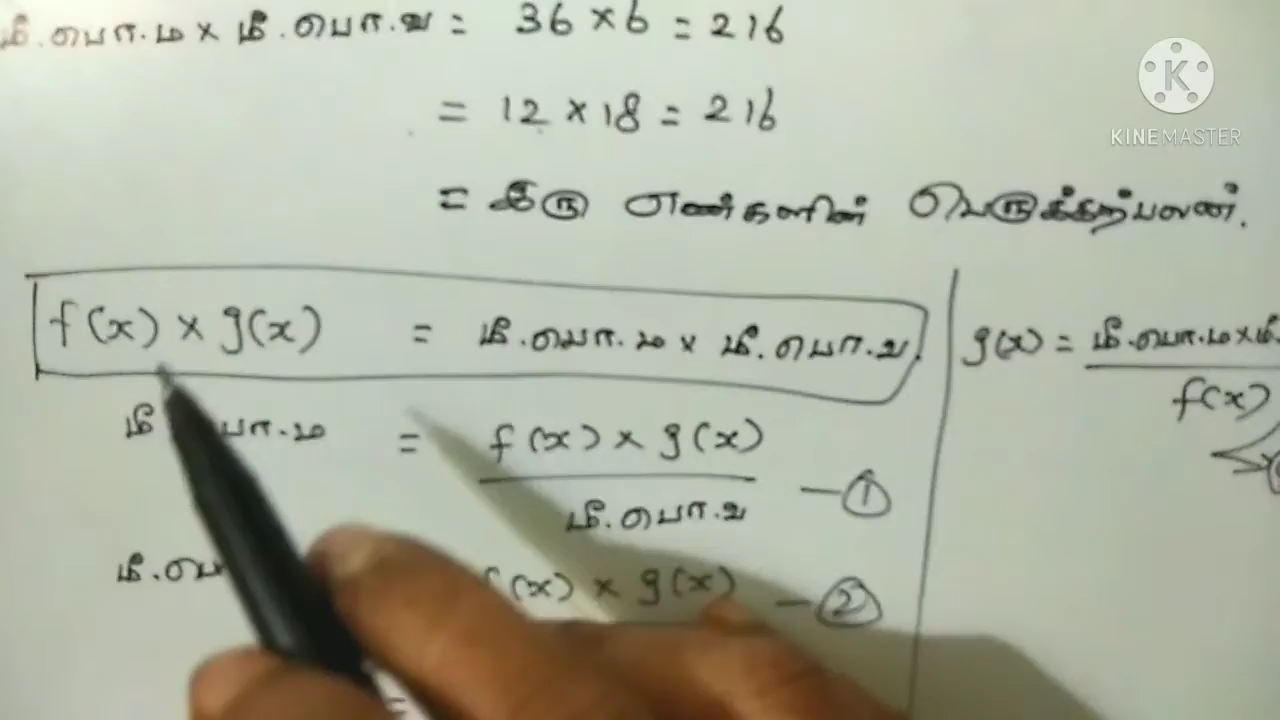 மீ.பொ.ம x மீ.பொ.வ = 36 x 6 = 216
= 12 x 18 = 216
= இரு எண்களின் பெருக்கற்பலன்.
f(x) x g(x) = மீ.பொ.ம x மீ.பொ.வ.
மீ பொ.ம = f(x) x g(x)
மீ.பொ.வ
— ①
மீ.பொ
f(x) x g(x) — ②
g(x) = மீ.பொ.ம x மீ.
f(x)
K
KINEMASTER